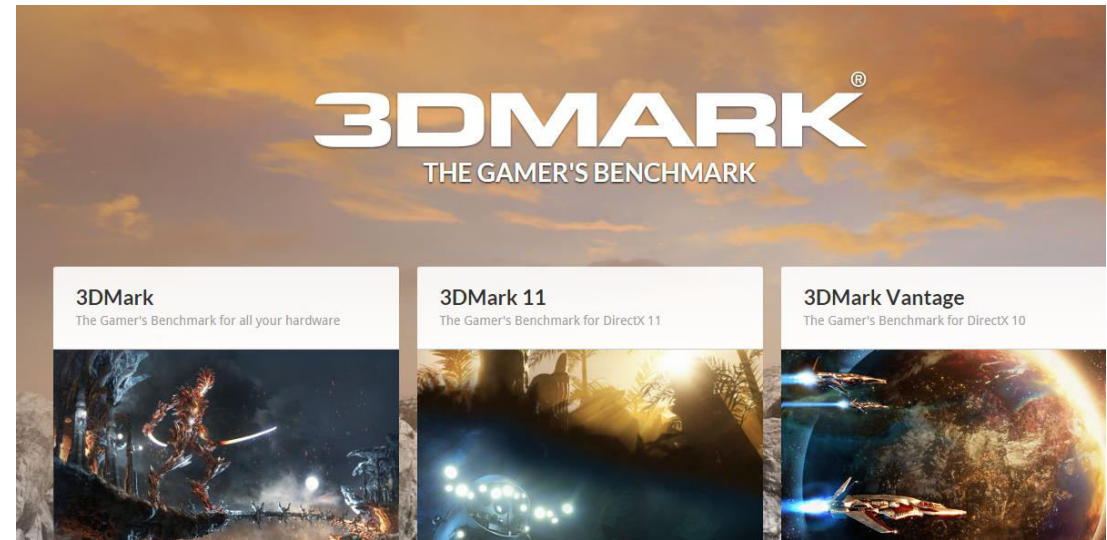 3DMARK®
THE GAMER'S BENCHMARK
3DMark
The Gamer's Benchmark for all your hardware
3DMark 11
The Gamer's Benchmark for DirectX 11
3DMark Vantage
The Gamer's Benchmark for DirectX 10